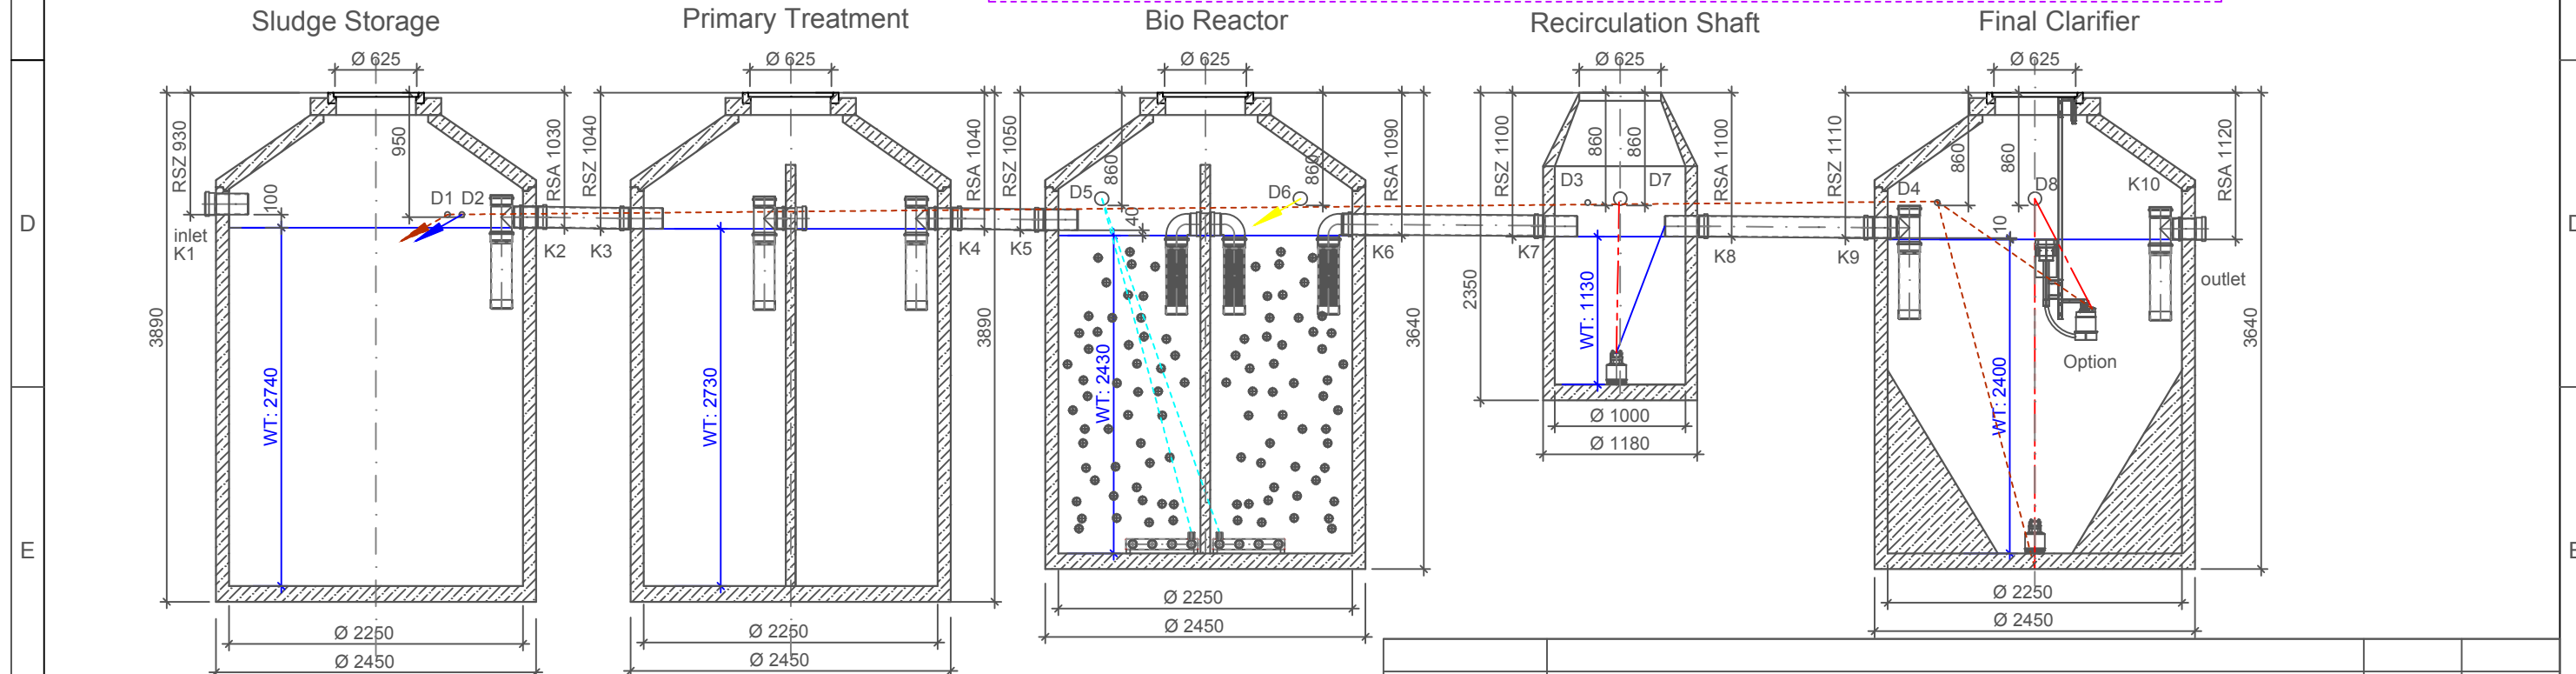 Sludge Storage
Primary Treatment
Bio Reactor
Recirculation Shaft
Final Clarifier
Ø 625
Ø 625
Ø 625
Ø 625
Ø 625
RSZ 930
100
950
RSA 1030
D1
D2
inlet
K1
K2
3890
WT: 2740
Ø 2250
Ø 2450
RSZ 1040
K3
RSA 1040
K4
3890
WT: 2730
Ø 2250
Ø 2450
RSZ 1050
K5
860
D5
40
D6
860
RSA 1090
K6
3640
WT: 2430
Ø 2250
Ø 2450
RSZ 1100
K7
2350
D3
860
860
D7
RSA 1100
K8
WT: 1130
Ø 1000
Ø 1180
RSZ 1110
K9
D4
860
860
D8
10
K10
RSA 1120
outlet
Option
3640
WT: 2400
Ø 2250
Ø 2450
D
E